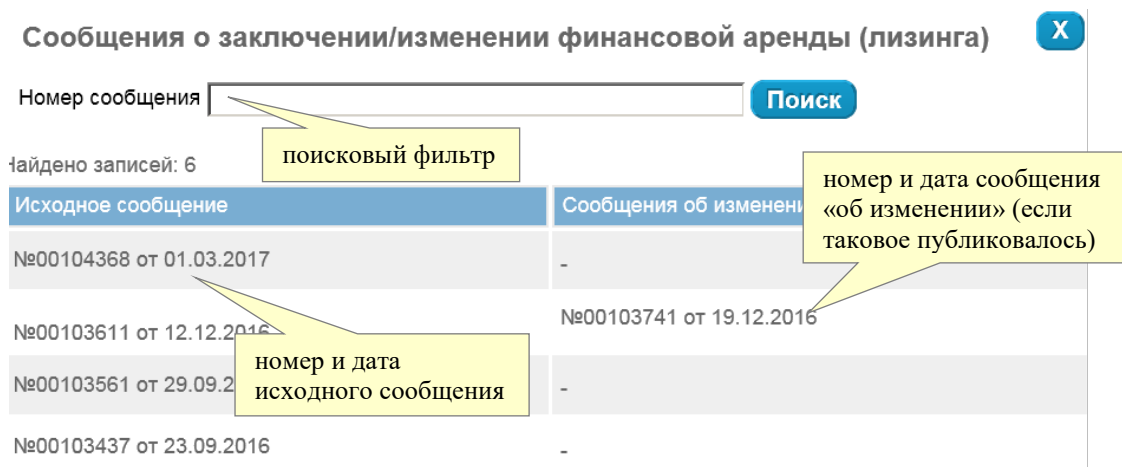 Сообщения о заключении/изменении финансовой аренды (лизинга)
X
Номер сообщения
Поиск
поисковый фильтр
Найдено записей: 6
номер и дата сообщения
«об изменении» (если
таковое публиковалось)
Исходное сообщение
Сообщения об изменени
№00104368 от 01.03.2017
-
№00103611 от 12.12.2016
№00103741 от 19.12.2016
номер и дата
исходного сообщения
№00103561 от 29.09.2
-
№00103437 от 23.09.2016
-